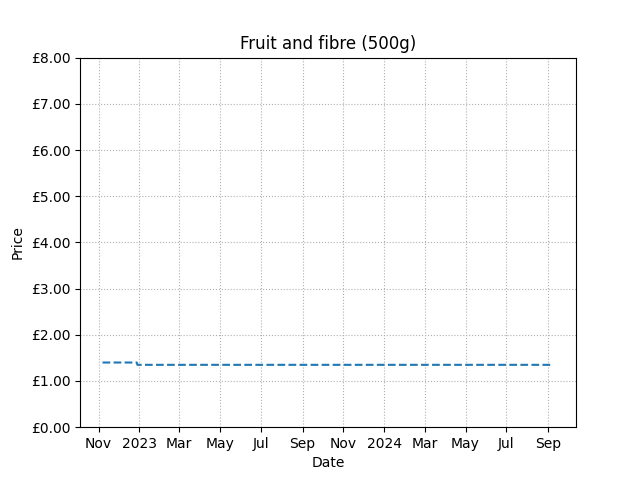 Fruit and fibre (500g)
£8.00
£7.00
£6.00
£5.00
£4.00
£3.00
£2.00
£1.00
£0.00
Price
Nov 2023 Mar May Jul Sep Nov 2024 Mar May Jul Sep
Date